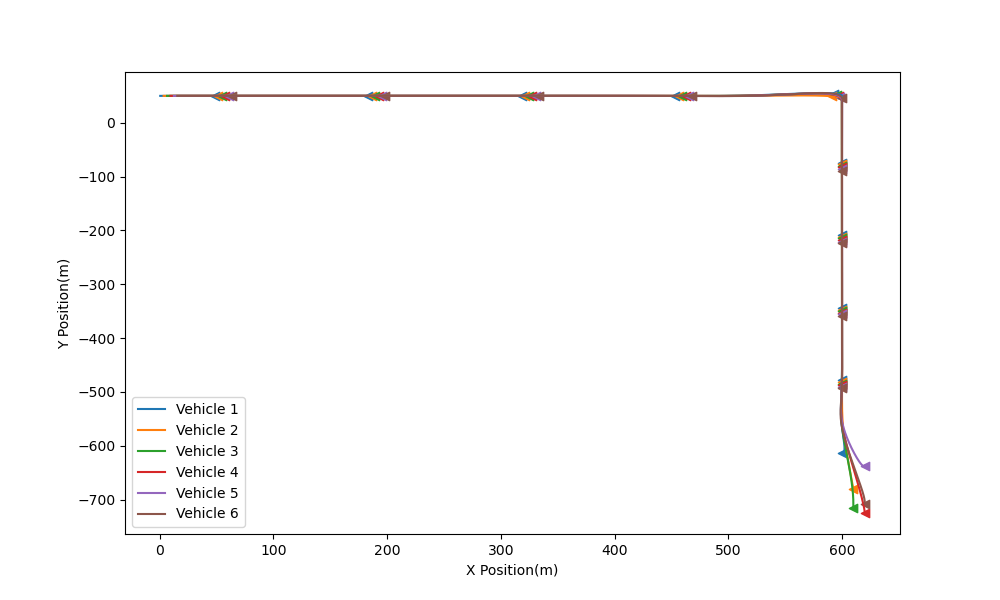 0
−100
−200
−300
−400
−500
−600
−700
Y Position(m)
Vehicle 1
Vehicle 2
Vehicle 3
Vehicle 4
Vehicle 5
Vehicle 6
0 100 200 300 400 500 600
X Position(m)